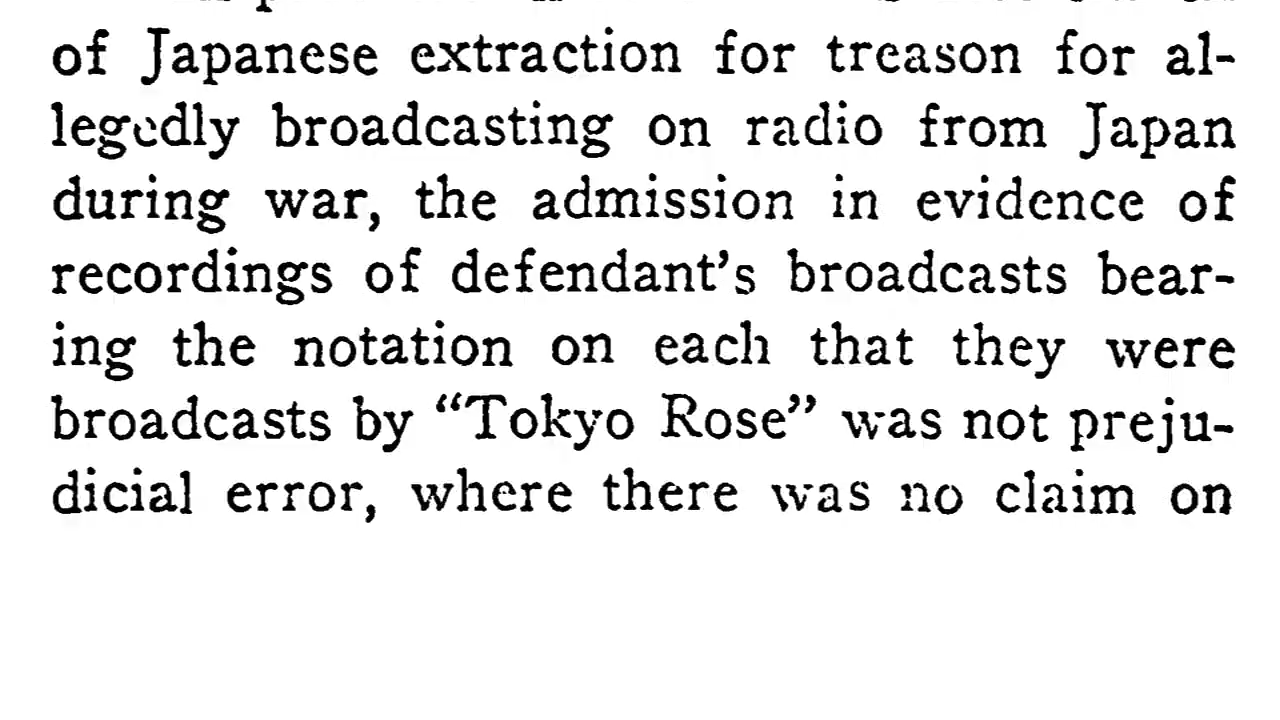 of Japanese extraction for treason for al-
legedly broadcasting on radio from Japan
during war, the admission in evidence of
recordings of defendant's broadcasts bear-
ing the notation on each that they were
broadcasts by “Tokyo Rose” was not preju-
dicial error, where there was no claim on